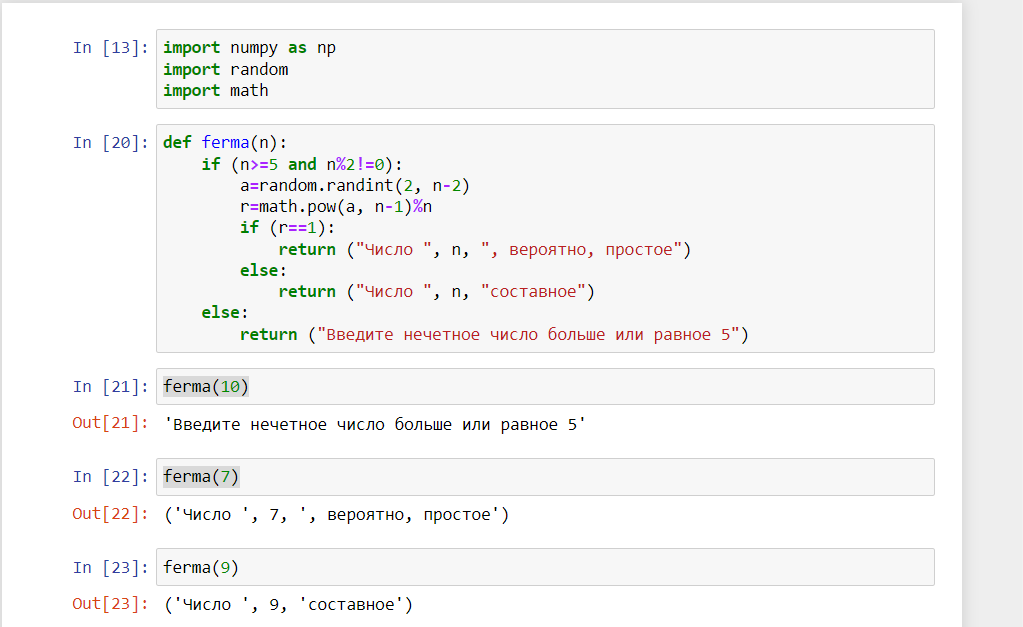 In [13]: import numpy as np
import random
import math
In [20]: def ferma(n):
    if (n>=5 and n%2!=0):
        a=random.randint(2, n-2)
        r=math.pow(a, n-1)%n
        if (r==1):
            return ("Число ", n, ", вероятно, простое")
        else:
            return ("Число ", n, "составное")
    else:
        return ("Введите нечетное число больше или равное 5")
In [21]: ferma(10)
Out[21]: 'Введите нечетное число больше или равное 5'
In [22]: ferma(7)
Out[22]: ('Число ', 7, ', вероятно, простое')
In [23]: ferma(9)
Out[23]: ('Число ', 9, 'составное')